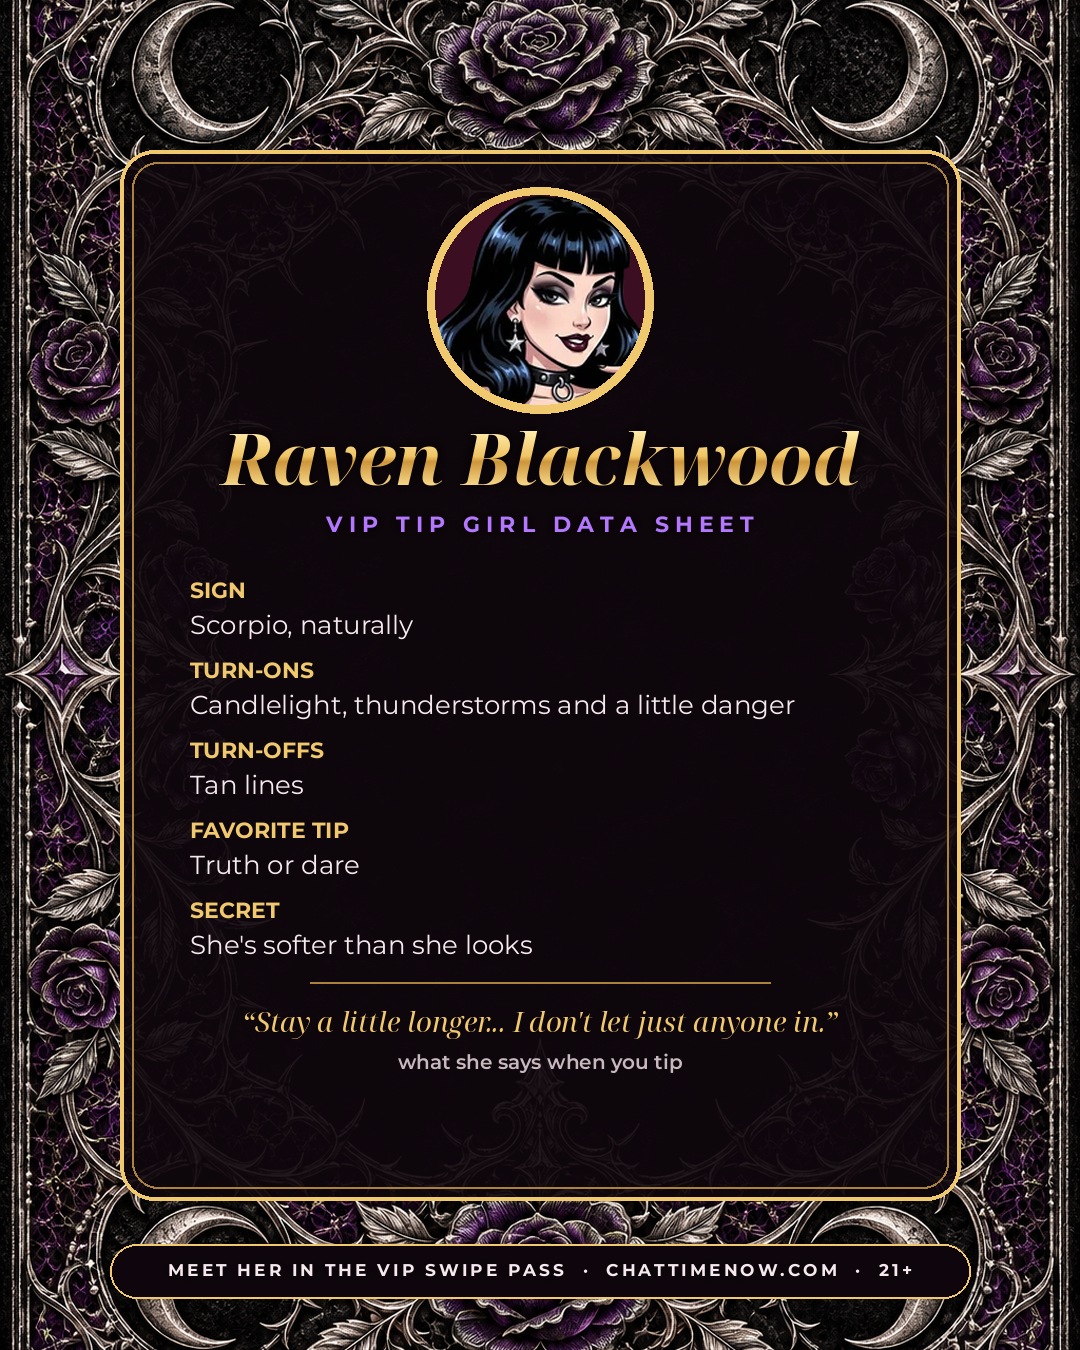 Raven Blackwood
VIP TIP GIRL DATA SHEET
SIGN
Scorpio, naturally
TURN-ONS
Candlelight, thunderstorms and a little danger
TURN-OFFS
Tan lines
FAVORITE TIP
Truth or dare
SECRET
She's softer than she looks
“Stay a little longer... I don't let just anyone in.”
what she says when you tip
MEET HER IN THE VIP SWIPE PASS · CHATTIMENOW.COM · 21+